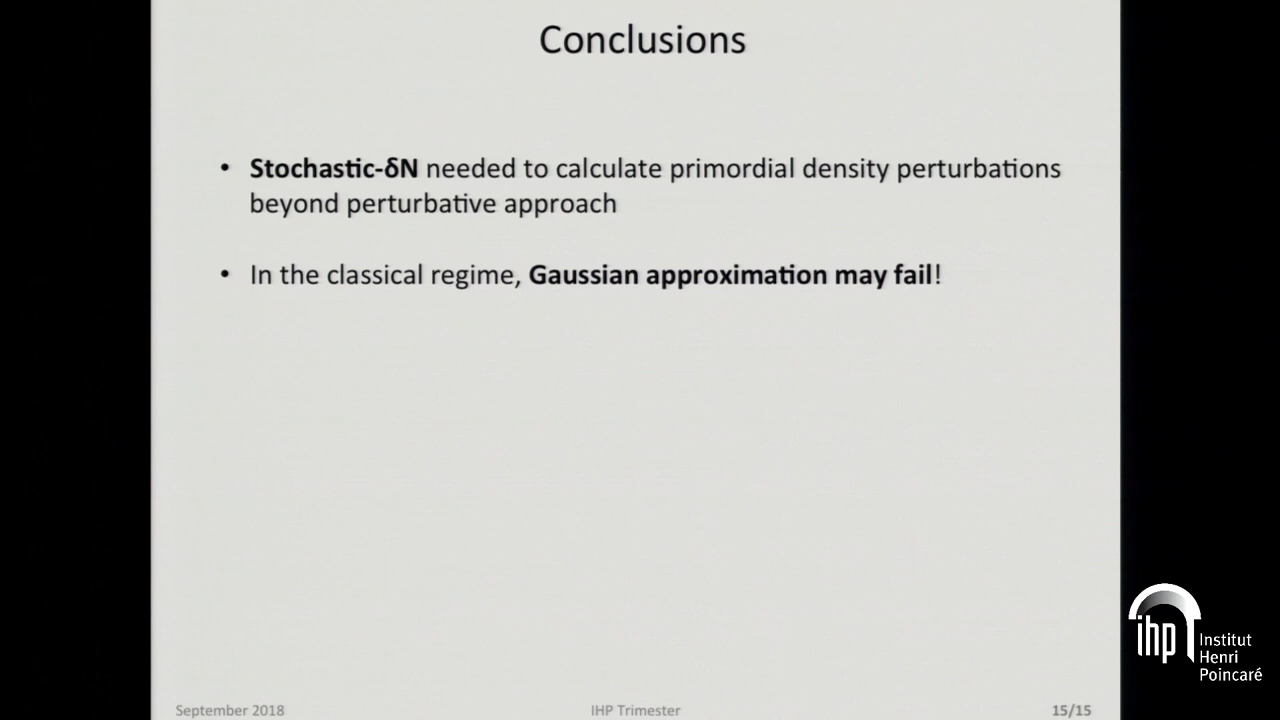 Conclusions
• Stochastic-δN needed to calculate primordial density perturbations
beyond perturbative approach
• In the classical regime, Gaussian approximation may fail!
September 2018
IHP Trimester
15/15
ihp
Institut
Henri
Poincaré